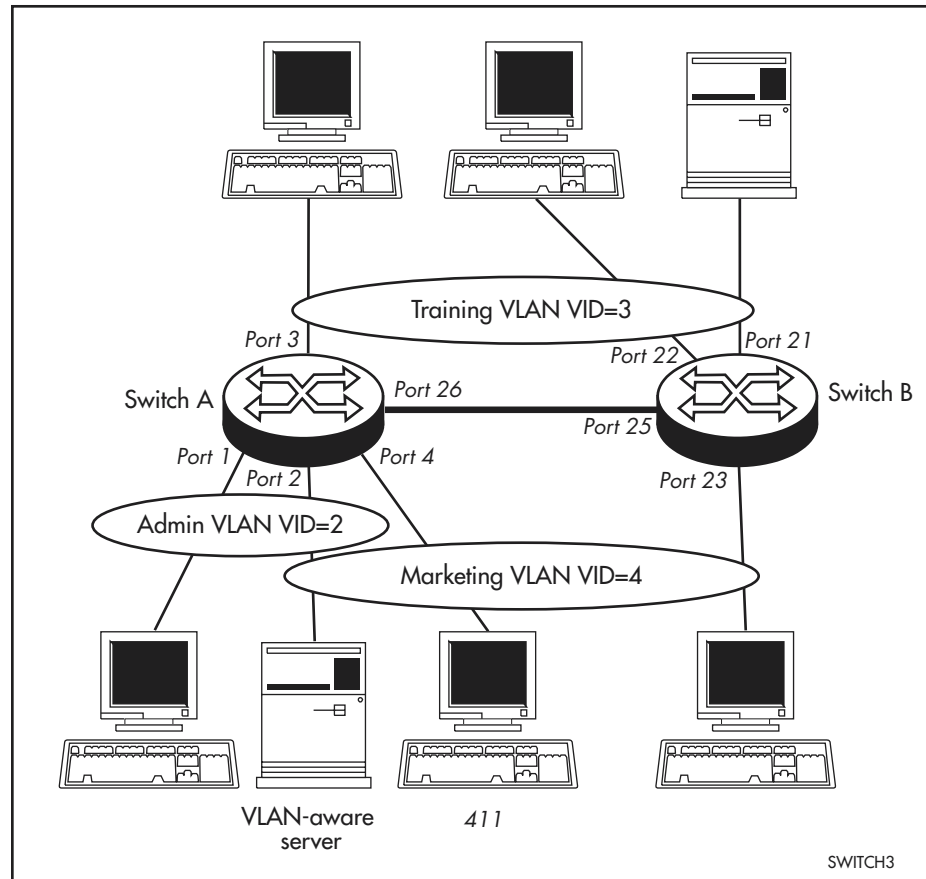 Training VLAN VID=3
Port 3
Port 22
Port 21
Switch A
Port 26
Switch B
Port 25
Port 1
Port 2
Port 4
Port 23
Admin VLAN VID=2
Marketing VLAN VID=4
VLAN-aware
server
411
SWITCH3